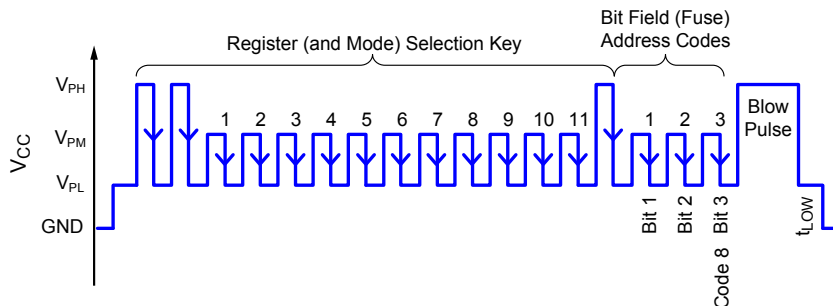 Bit Field (Fuse)
Address Codes
Register (and Mode) Selection Key
V_PH
V_PM
V_PL
GND
V_CC
1 2 3 4 5 6 7 8 9 10 11
1 2 3
Blow
Pulse
Bit 1
Bit 2
Bit 3
Code 8
t_LOW